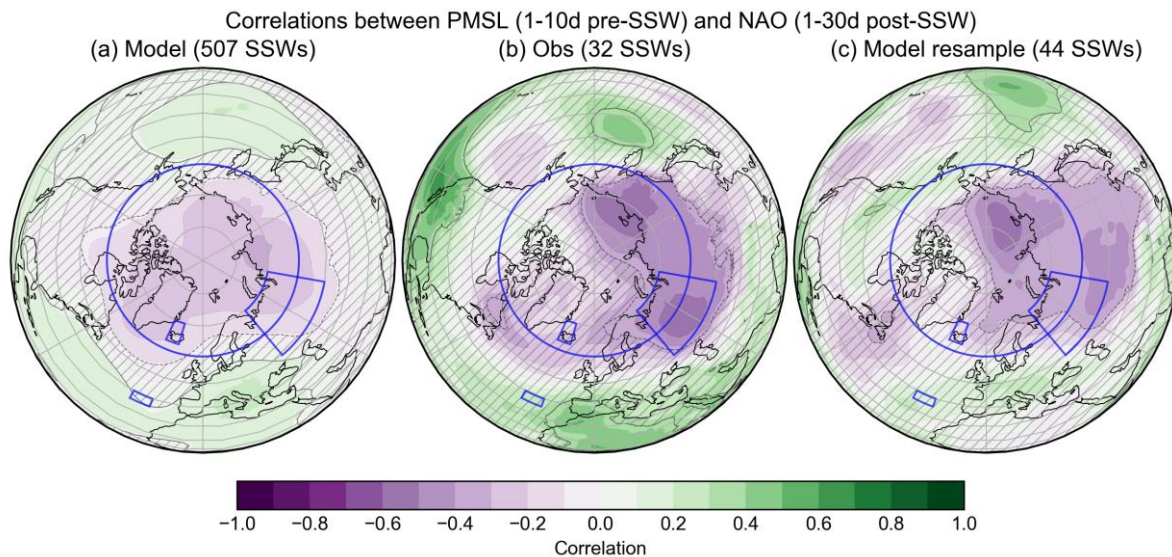 Correlations between PMSL (1-10d pre-SSW) and NAO (1-30d post-SSW)
(a) Model (507 SSWs)
(b) Obs (32 SSWs)
(c) Model resample (44 SSWs)
−1.0 −0.8 −0.6 −0.4 −0.2 0.0 0.2 0.4 0.6 0.8 1.0
Correlation